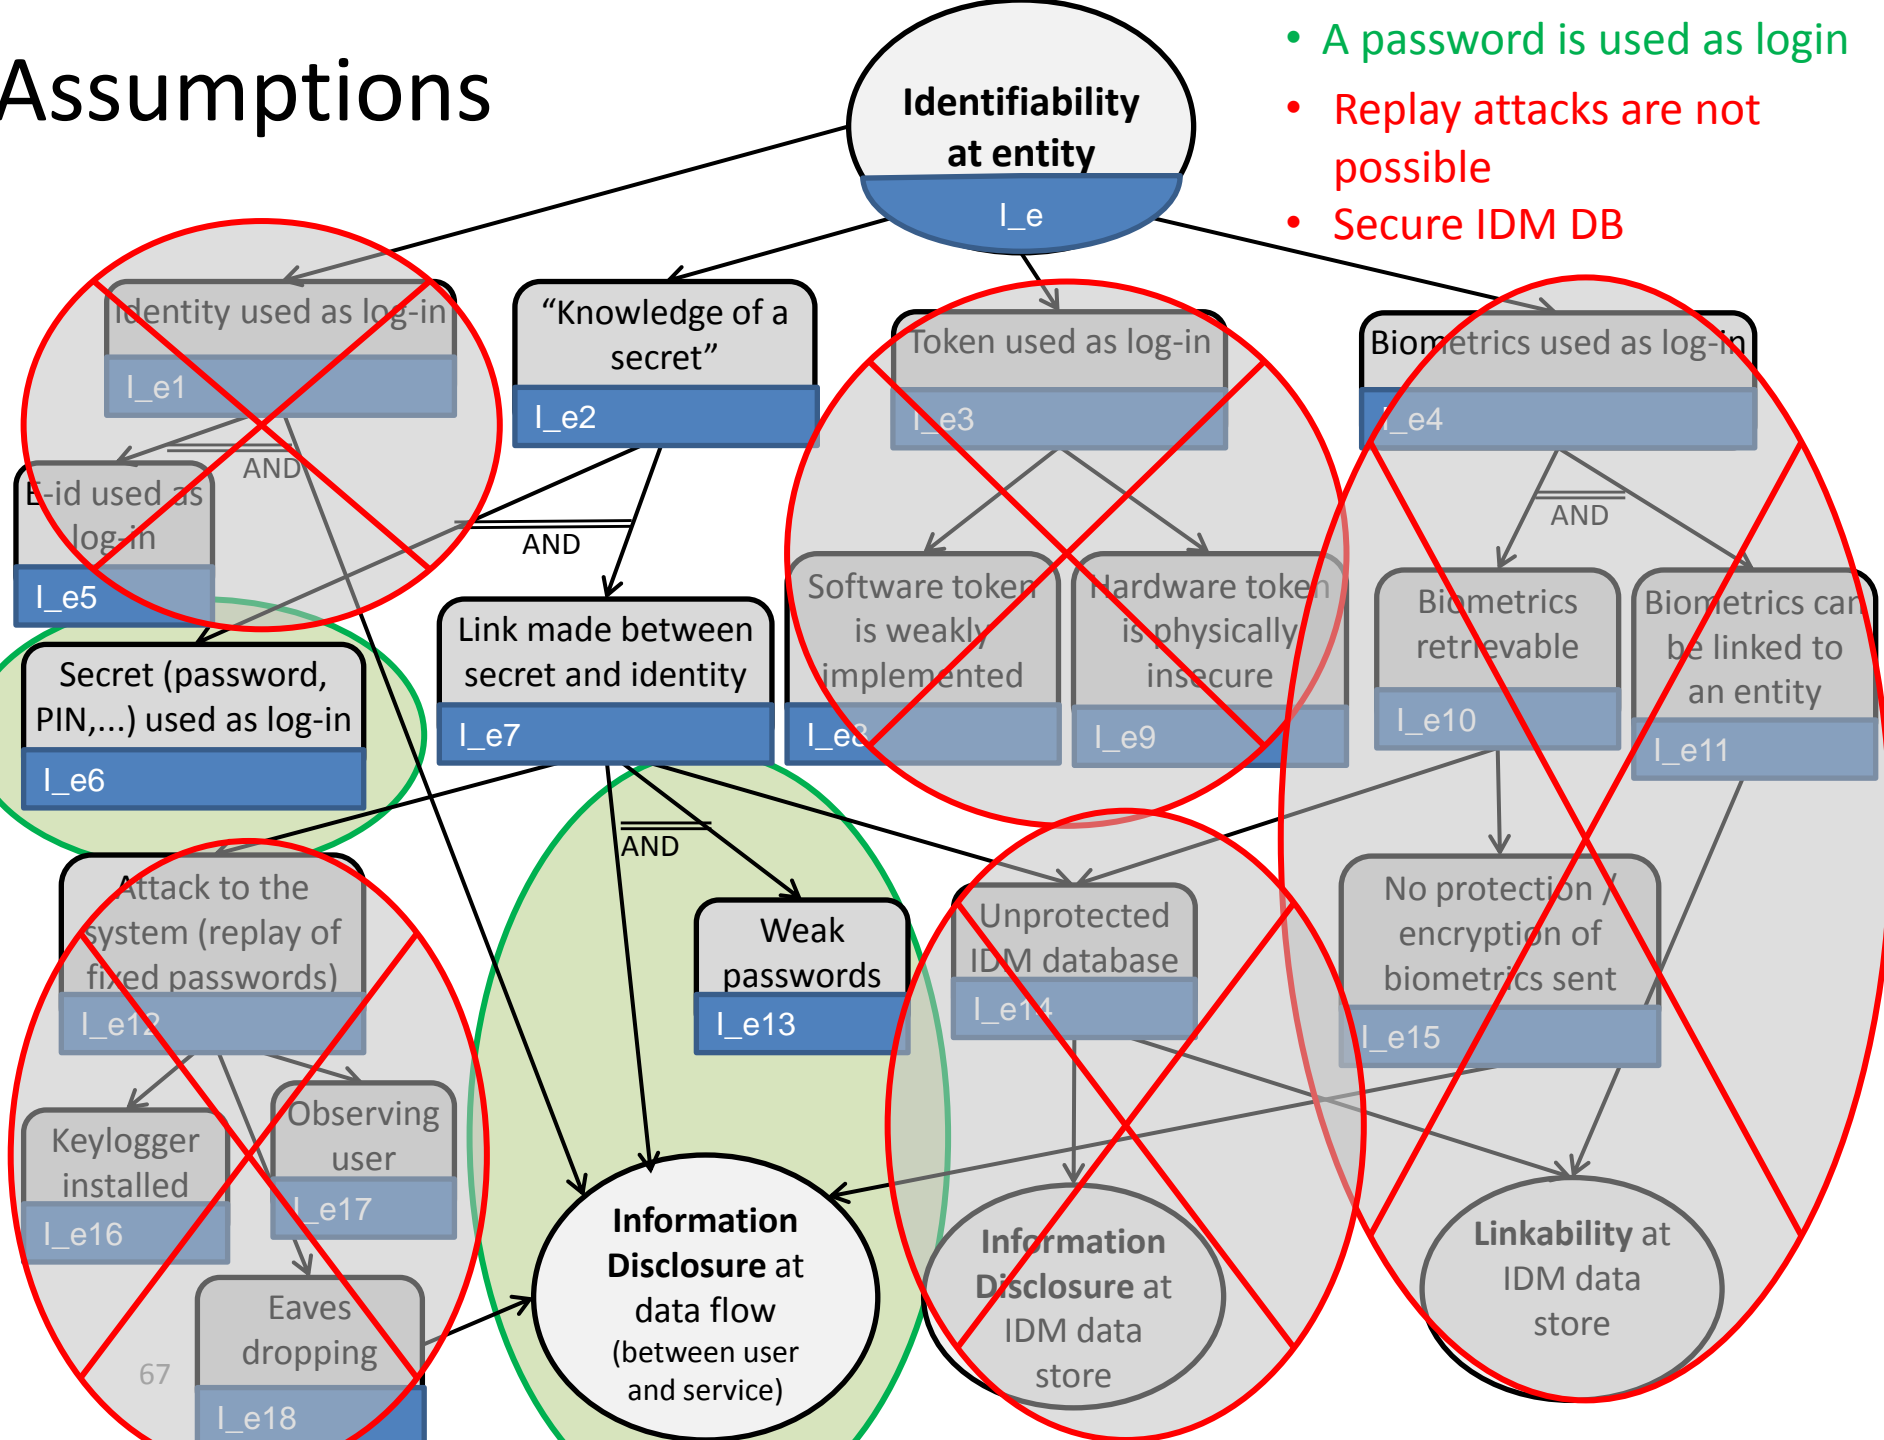 Assumptions
• A password is used as login
• Replay attacks are not
possible
• Secure IDM DB
Identifiability
at entity
I_e
Identity used as log-in
I_e1
AND
"Knowledge of a
secret"
I_e2
AND
Token used as log-in
I_e3
Biometrics used as log-in
I_e4
AND
E-id used as
log-in
I_e5
Secret (password,
PIN,...) used as log-in
I_e6
Link made between
secret and identity
I_e7
AND
Software token
is weakly
implemented
I_e8
Hardware token
is physically
insecure
I_e9
Biometrics
retrievable
I_e10
Biometrics can
be linked to
an entity
I_e11
Attack to the
system (replay of
fixed passwords)
I_e12
Weak
passwords
I_e13
Unprotected
IDM database
I_e14
No protection /
encryption of
biometrics sent
I_e15
Keylogger
installed
I_e16
Observing
user
I_e17
Eaves
dropping
I_e18
Information
Disclosure at
data flow
(between user
and service)
Information
Disclosure at
IDM data
store
Linkability at
IDM data
store
67